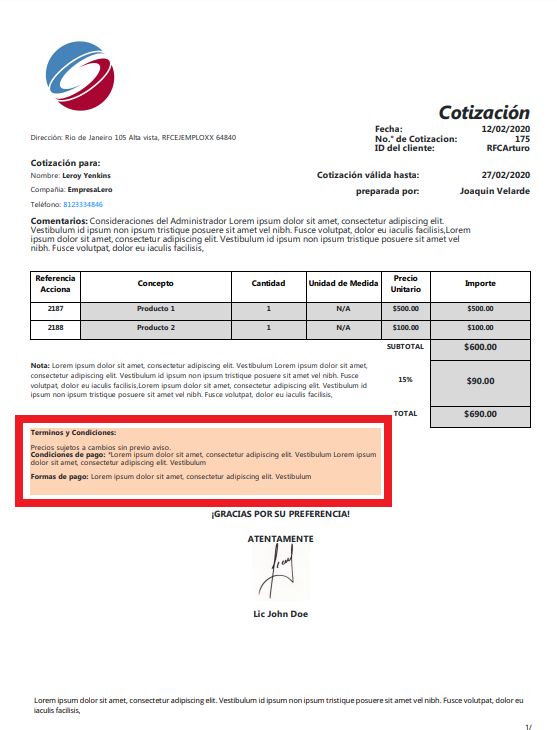 Cotización
Fecha: 12/02/2020
Dirección: Rio de Janeiro 105 Alta vista, RFCEJEMPLOXX 64840
No.° de Cotizacion: 175
ID del cliente: RFCArturo
Cotización para:
Nombre: Leroy Yenkins
Cotización válida hasta: 27/02/2020
Compañia: EmpresaLero
preparada por: Joaquin Velarde
Teléfono: 8123334846
Comentarios: Consideraciones del Administrador Lorem ipsum dolor sit amet, consectetur adipiscing elit.
Vestibulum id ipsum non ipsum tristique posuere sit amet vel nibh. Fusce volutpat, dolor eu iaculis facilisis,Lorem
ipsum dolor sit amet, consectetur adipiscing elit. Vestibulum id ipsum non ipsum tristique posuere sit amet vel
nibh. Fusce volutpat, dolor eu iaculis facilisis,
Referencia Acciona Concepto Cantidad Unidad de Medida Precio Unitario Importe
2187 Producto 1 1 N/A $500.00 $500.00
2188 Producto 2 1 N/A $100.00 $100.00
SUBTOTAL $600.00
Nota: Lorem ipsum dolor sit amet, consectetur adipiscing elit. Vestibulum id ipsum non ipsum tristique posuere sit amet vel nibh. Fusce
volutpat, dolor eu iaculis facilisis,Lorem ipsum dolor sit amet, consectetur adipiscing elit. Vestibulum id
ipsum non ipsum tristique posuere sit amet vel nibh. Fusce volutpat, dolor eu iaculis facilisis,
15% $90.00
TOTAL $690.00
Terminos y Condiciones:
Precios sujetos a cambios sin previo aviso.
Condiciones de pago: *Lorem ipsum dolor sit amet, consectetur adipiscing elit. Vestibulum Lorem ipsum
dolor sit amet, consectetur adipiscing elit. Vestibulum
Formas de pago: Lorem ipsum dolor sit amet, consectetur adipiscing elit. Vestibulum
¡GRACIAS POR SU PREFERENCIA!
ATENTAMENTE
Lic John Doe
Lorem ipsum dolor sit amet, consectetur adipiscing elit. Vestibulum id ipsum non ipsum tristique posuere sit amet vel nibh. Fusce volutpat, dolor eu
iaculis facilisis,
1/